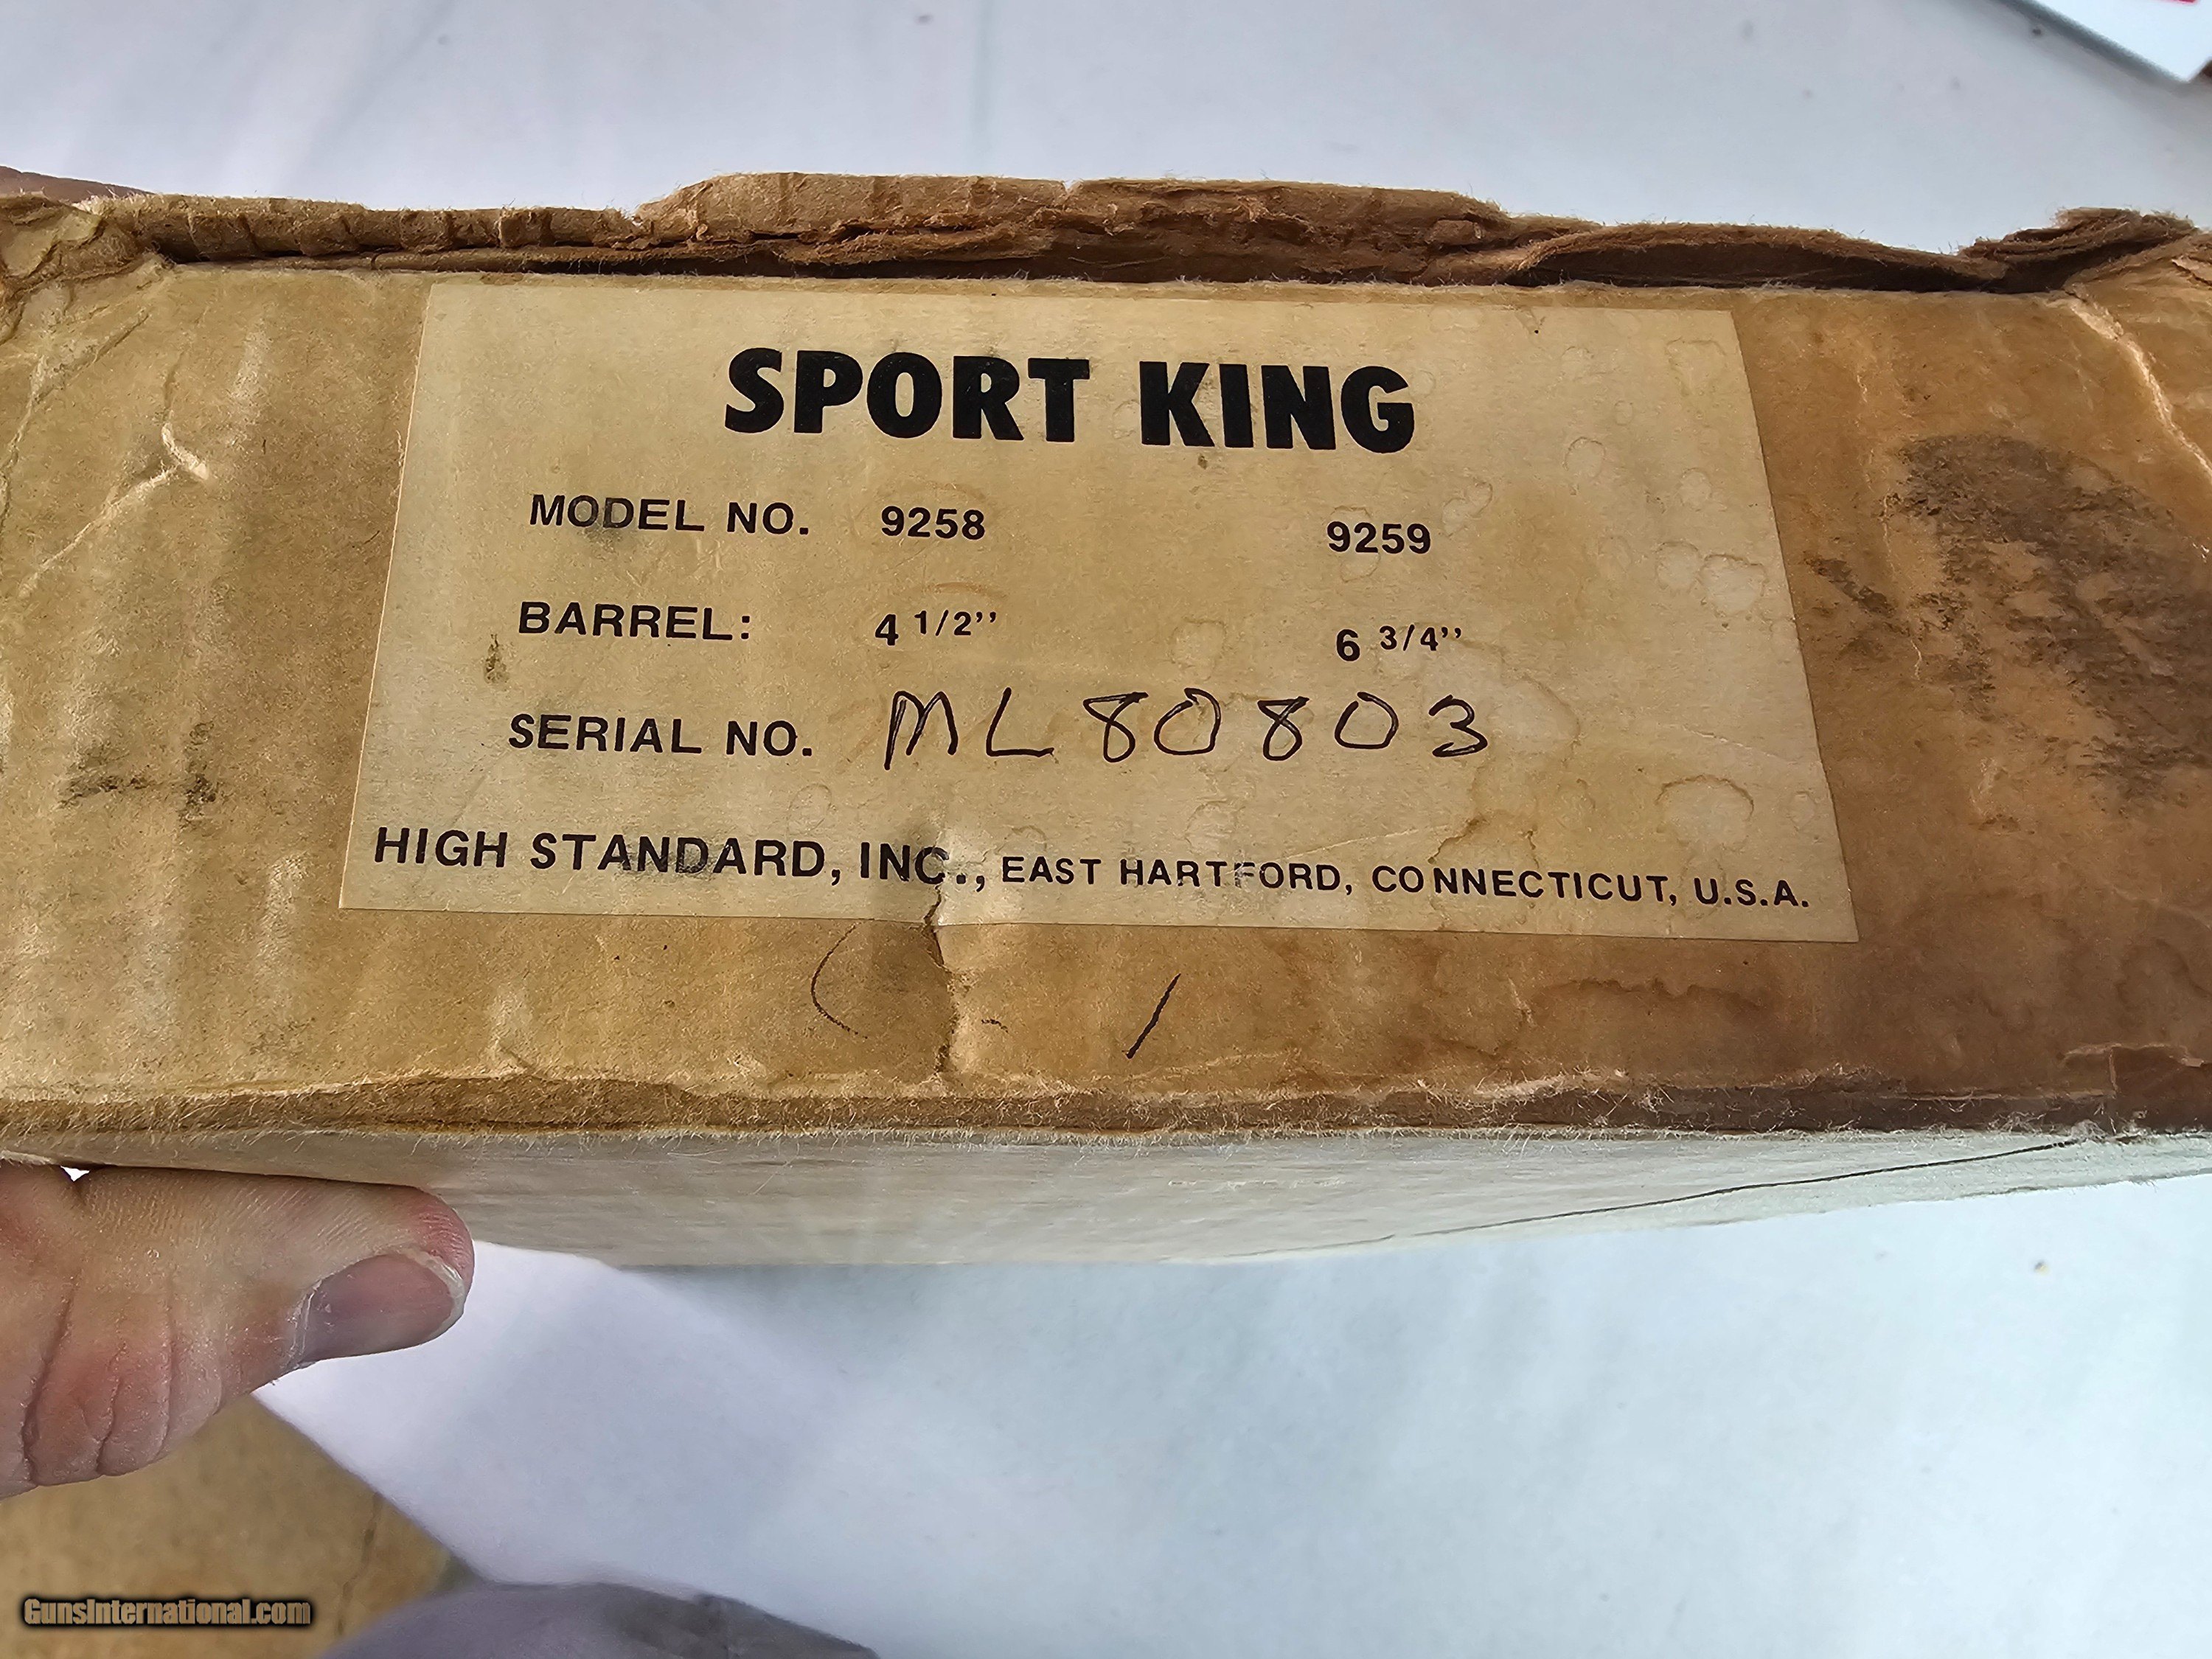 SPORT KING
MODEL NO. 9258 9259
BARREL: 4 1/2'' 6 3/4''
SERIAL NO. ML80803
HIGH STANDARD, INC., EAST HARTFORD, CONNECTICUT, U.S.A.
GunsInternational.com